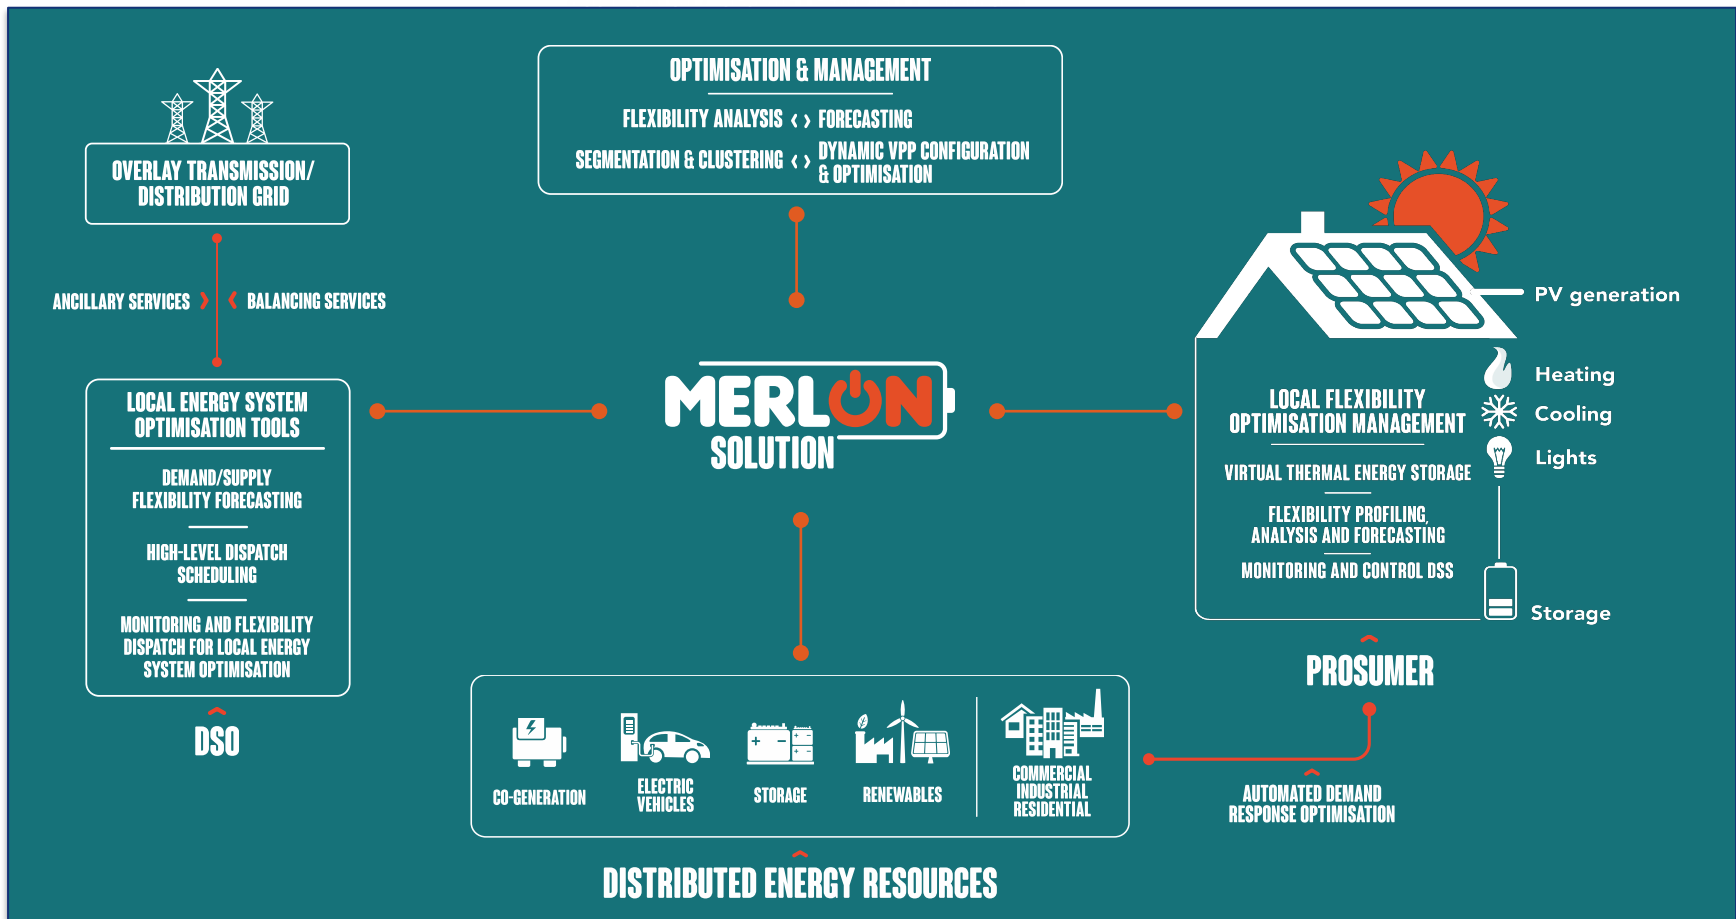 OPTIMISATION & MANAGEMENT
FLEXIBILITY ANALYSIS <> FORECASTING
SEGMENTATION & CLUSTERING <> DYNAMIC VPP CONFIGURATION
& OPTIMISATION
OVERLAY TRANSMISSION/
DISTRIBUTION GRID
ANCILLARY SERVICES > < BALANCING SERVICES
LOCAL ENERGY SYSTEM
OPTIMISATION TOOLS
DEMAND/SUPPLY
FLEXIBILITY FORECASTING
HIGH-LEVEL DISPATCH
SCHEDULING
MONITORING AND FLEXIBILITY
DISPATCH FOR LOCAL ENERGY
SYSTEM OPTIMISATION
DSO
MERLON
SOLUTION
PV generation
Heating
Cooling
Lights
Storage
LOCAL FLEXIBILITY
OPTIMISATION MANAGEMENT
VIRTUAL THERMAL ENERGY STORAGE
FLEXIBILITY PROFILING,
ANALYSIS AND FORECASTING
MONITORING AND CONTROL DSS
PROSUMER
AUTOMATED DEMAND
RESPONSE OPTIMISATION
CO-GENERATION
ELECTRIC
VEHICLES
STORAGE
RENEWABLES
COMMERCIAL
INDUSTRIAL
RESIDENTIAL
DISTRIBUTED ENERGY RESOURCES